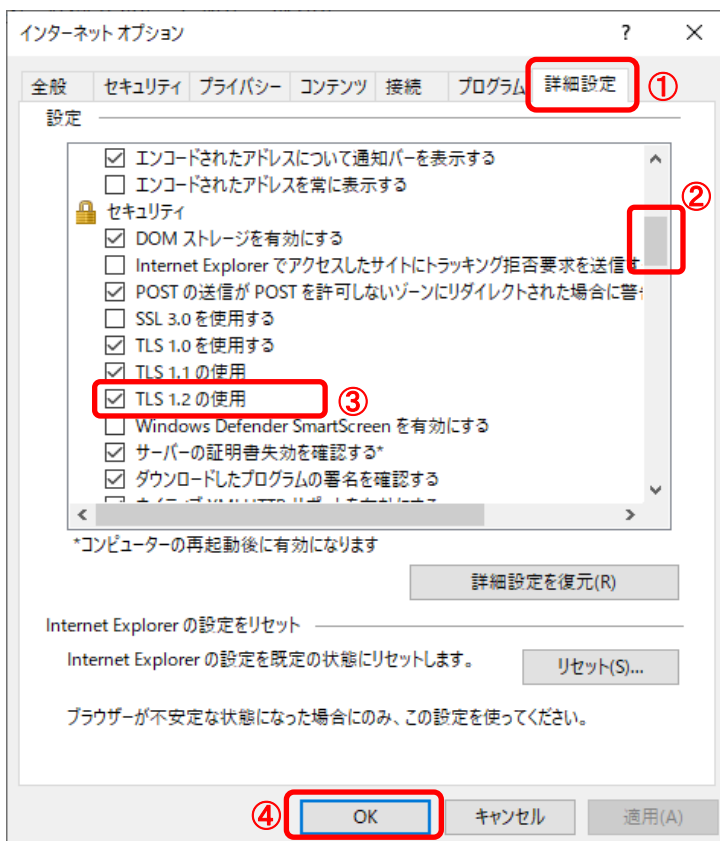 インターネット オプション ? ×
全般 セキュリティ プライバシー コンテンツ 接続 プログラム 詳細設定 ①
設定
エンコードされたアドレスについて通知バーを表示する
エンコードされたアドレスを常に表示する
②
セキュリティ
DOM ストレージを有効にする
Internet Explorer でアクセスしたサイトにトラッキング拒否要求を送信す
POST の送信が POST を許可しないゾーンにリダイレクトされた場合に警
SSL 3.0 を使用する
TLS 1.0 を使用する
TLS 1.1 の使用
TLS 1.2 の使用 ③
Windows Defender SmartScreen を有効にする
サーバーの証明書失効を確認する*
ダウンロードしたプログラムの署名を確認する
*コンピューターの再起動後に有効になります
詳細設定を復元(R)
Internet Explorer の設定をリセット
Internet Explorer の設定を既定の状態にリセットします。
リセット(S)...
ブラウザーが不安定な状態になった場合にのみ、この設定を使ってください。
④ OK キャンセル 適用(A)